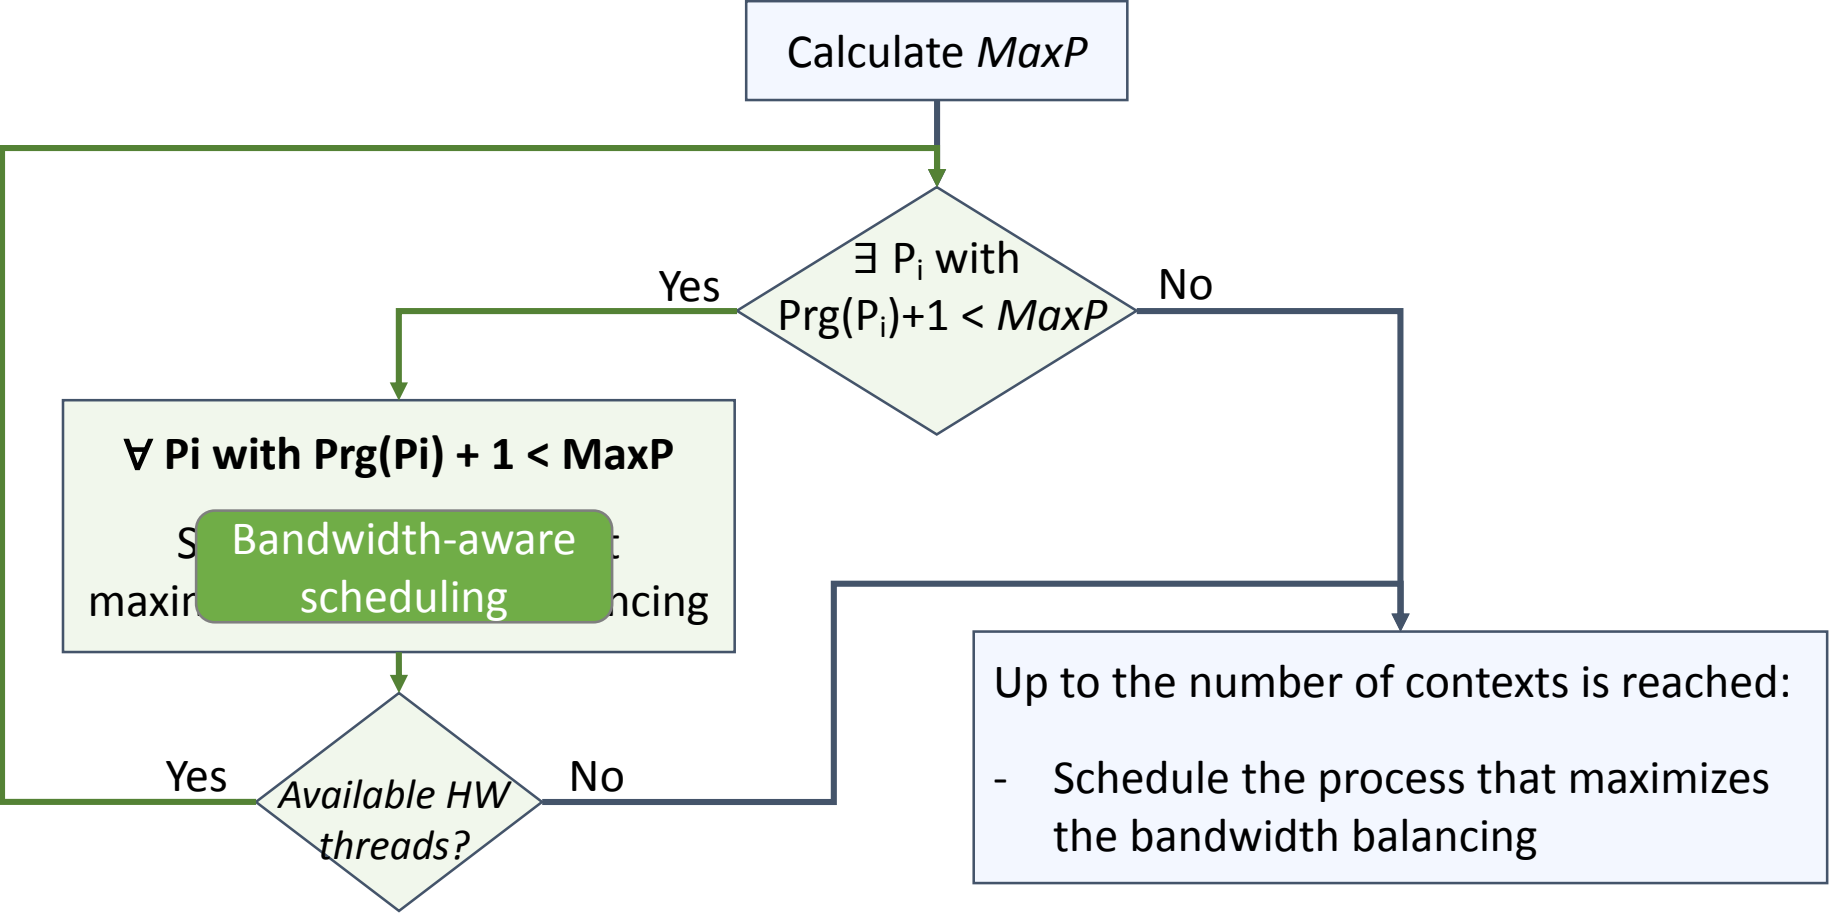 Calculate MaxP
∃ Pi with
Prg(Pi)+1 < MaxP
Yes
No
∀ Pi with Prg(Pi) + 1 < MaxP
Bandwidth-aware
scheduling
Available HW
threads?
Yes
No
Up to the number of contexts is reached:
- Schedule the process that maximizes
the bandwidth balancing